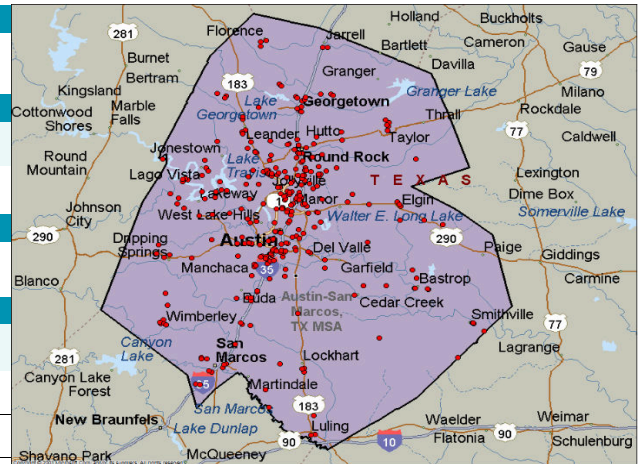 Holland
Buckholts
281
Florence
Jarrell
Bartlett
Cameron
Gause
Burnet
Davilla
Bertram
183
Granger
79
Kingsland
Lake
Georgetown
Granger Lake
Milano
Georgetown
Cottonwood
Shores
Marble
Falls
Thrall
Rockdale
Leander
Hutto
Taylor
77
Caldwell
Jonestown
Round
Mountain
Lake
Travis
Round Rock
Lago Vista
Jollyville
TEXAS
Lexington
Lakeway
Manor
Elgin
Dime Box
Johnson
City
West Lake Hills
Walter E. Long Lake
Somerville Lake
290
Dripping
Springs
Austin
Del Valle
290
Paige
Giddings
Manchaca
35
Garfield
Bastrop
Carmine
Blanco
Buda
Austin-San
Marcos,
TX MSA
Cedar Creek
Wimberley
Smithville
77
Canyon
Lake
San
Marcos
Lagrange
281
Lockhart
Canyon Lake
Forest
Martindale
San Marcos
183
New Braunfels
Lake Dunlap
Luling
Waelder
Weimar
90
10
90
Flatonia
Schulenburg
Shavano Park
McQueeney